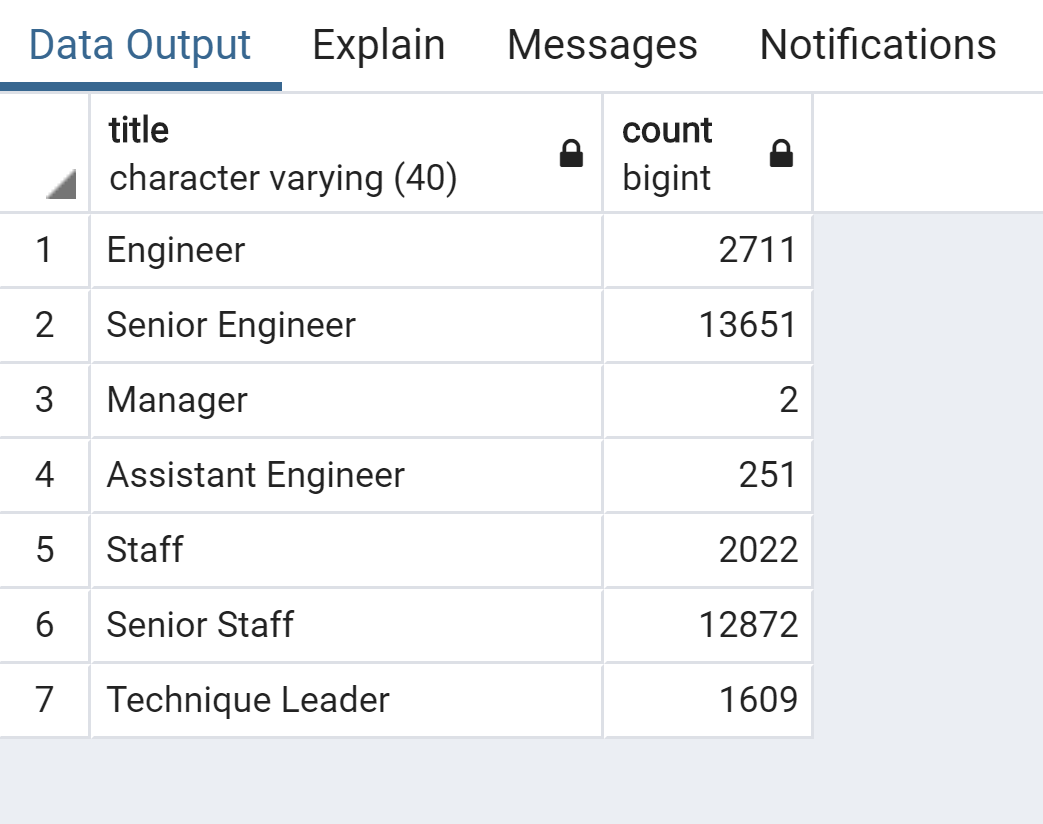 Data Output Explain Messages Notifications
title count
character varying (40) bigint
1 Engineer 2711
2 Senior Engineer 13651
3 Manager 2
4 Assistant Engineer 251
5 Staff 2022
6 Senior Staff 12872
7 Technique Leader 1609